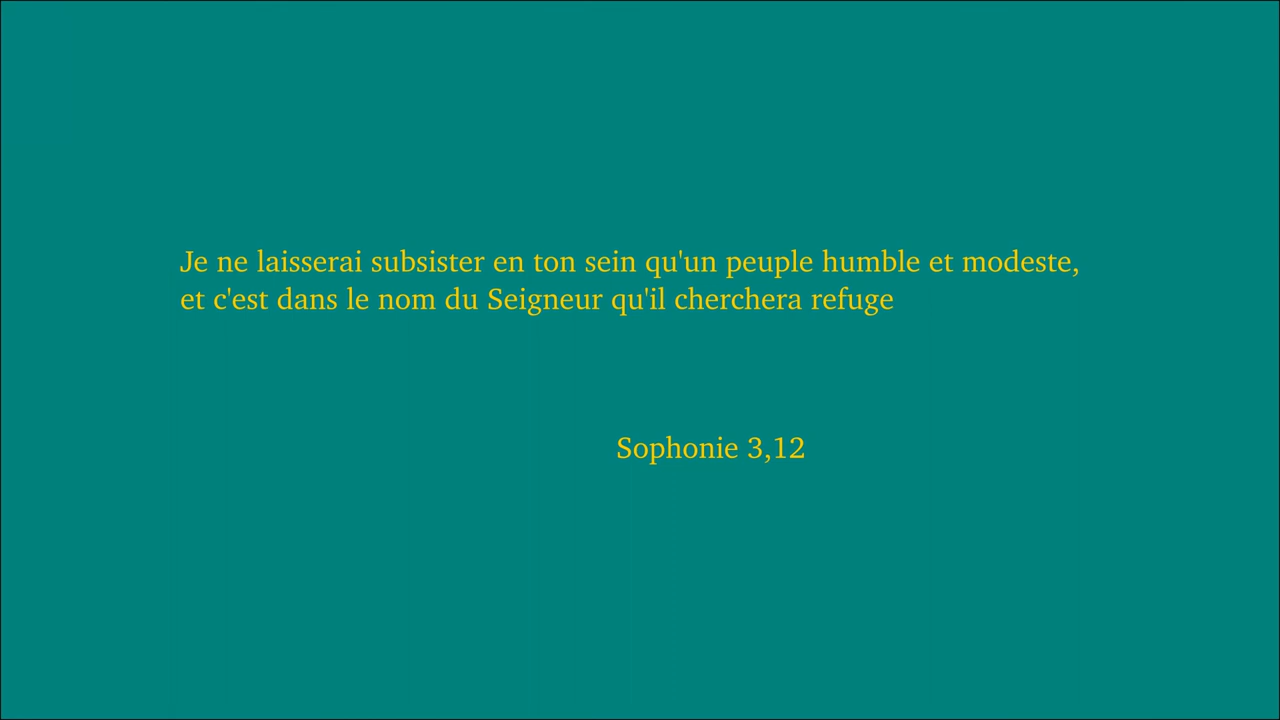 Je ne laisserai subsister en ton sein qu'un peuple humble et modeste,
et c'est dans le nom du Seigneur qu'il cherchera refuge
Sophonie 3,12